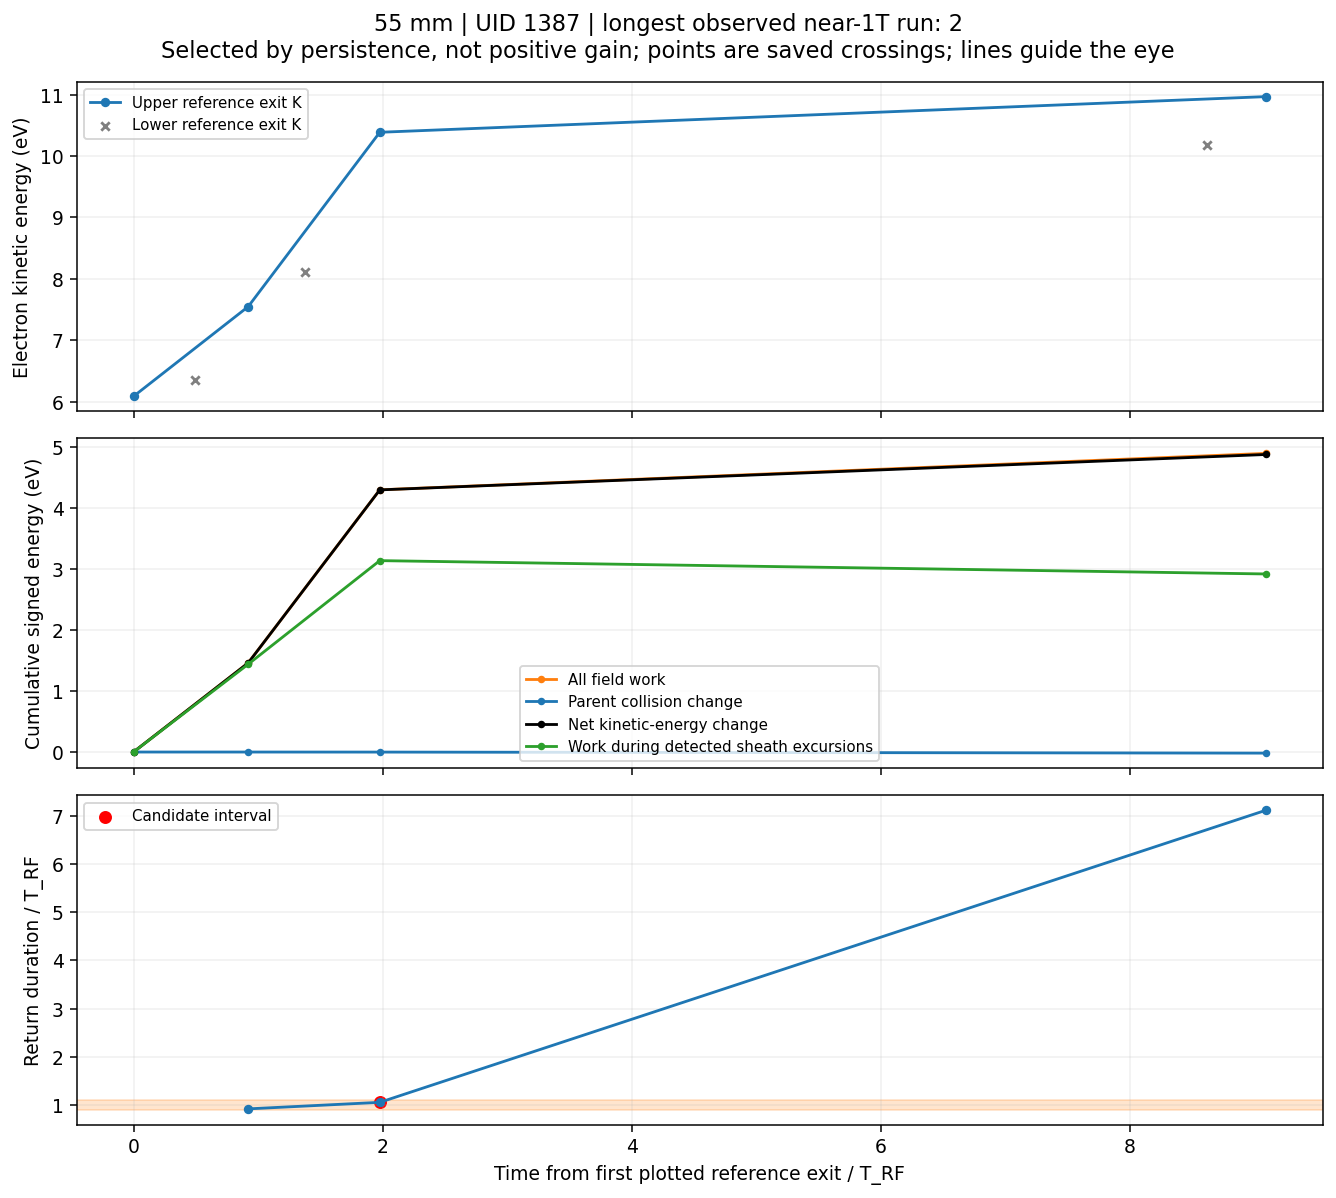 55 mm | UID 1387 | longest observed near-1T run: 2
Selected by persistence, not positive gain; points are saved crossings; lines guide the eye
Electron kinetic energy (eV)
11
10
9
8
7
6
Upper reference exit K
Lower reference exit K
Cumulative signed energy (eV)
5
4
3
2
1
0
All field work
Parent collision change
Net kinetic-energy change
Work during detected sheath excursions
Return duration / T_RF
7
6
5
4
3
2
1
Candidate interval
0
2
4
6
8
Time from first plotted reference exit / T_RF